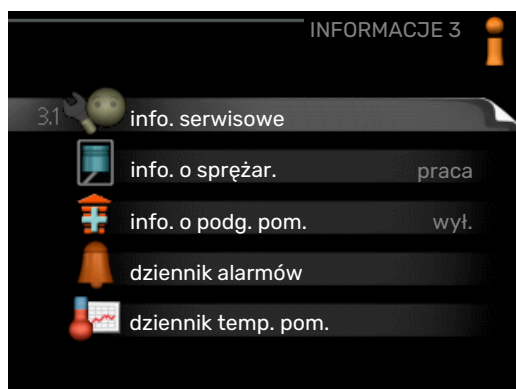 INFORMACJE 3
3.1 info. serwisowe
info. o sprężar. praca
info. o podg. pom. wył.
dziennik alarmów
dziennik temp. pom.